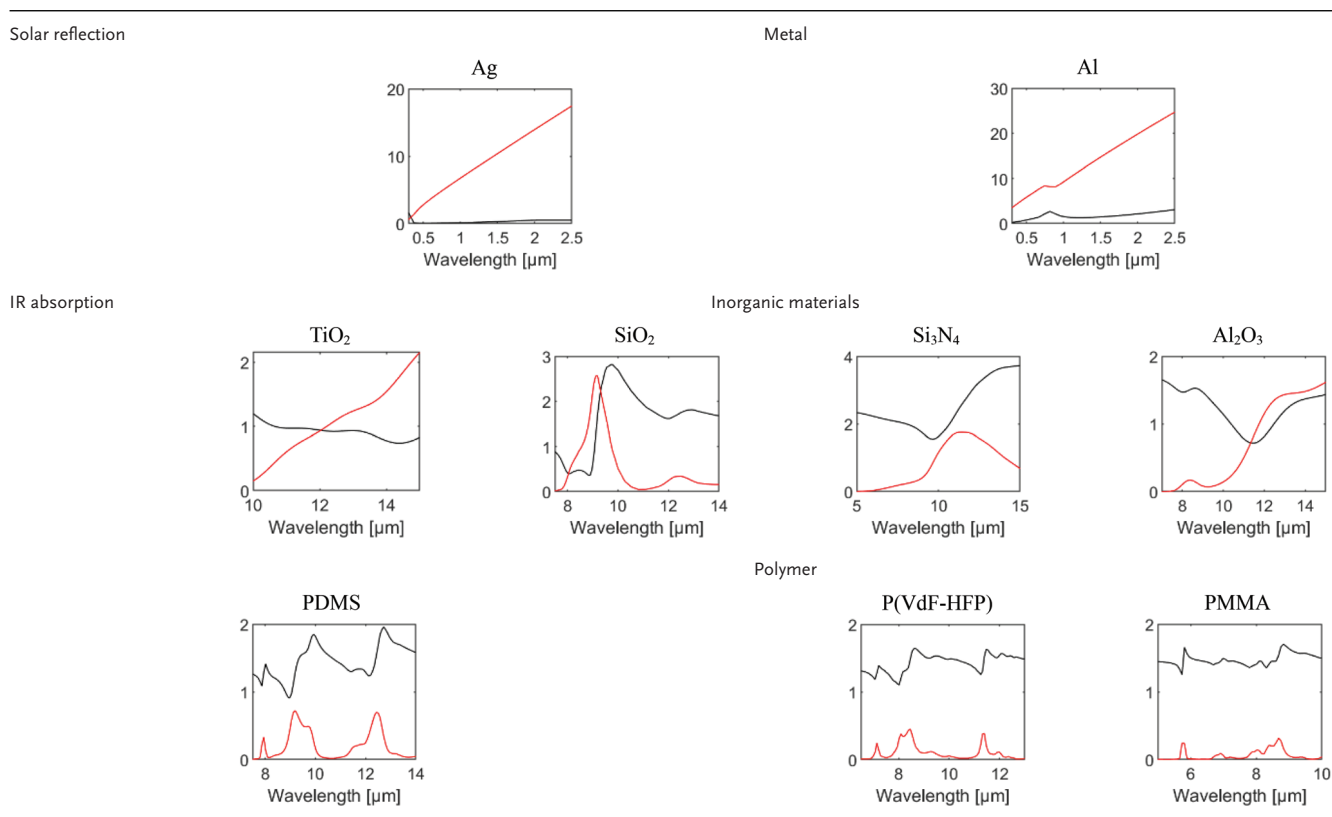 Solar reflection
Metal
Ag
Al
20
10
0
0.5 1 1.5 2 2.5
Wavelength [µm]
30
20
10
0
0.5 1 1.5 2 2.5
Wavelength [µm]
IR absorption
Inorganic materials
TiO₂
SiO₂
Si₃N₄
Al₂O₃
2
1
0
10 12 14
Wavelength [µm]
3
2
1
0
8 10 12 14
Wavelength [µm]
4
2
0
5 10 15
Wavelength [µm]
2
1
0
8 10 12 14
Wavelength [µm]
Polymer
PDMS
P(VdF-HFP)
PMMA
2
1
0
8 10 12 14
Wavelength [µm]
2
1
0
8 10 12
Wavelength [µm]
2
1
0
6 8 10
Wavelength [µm]